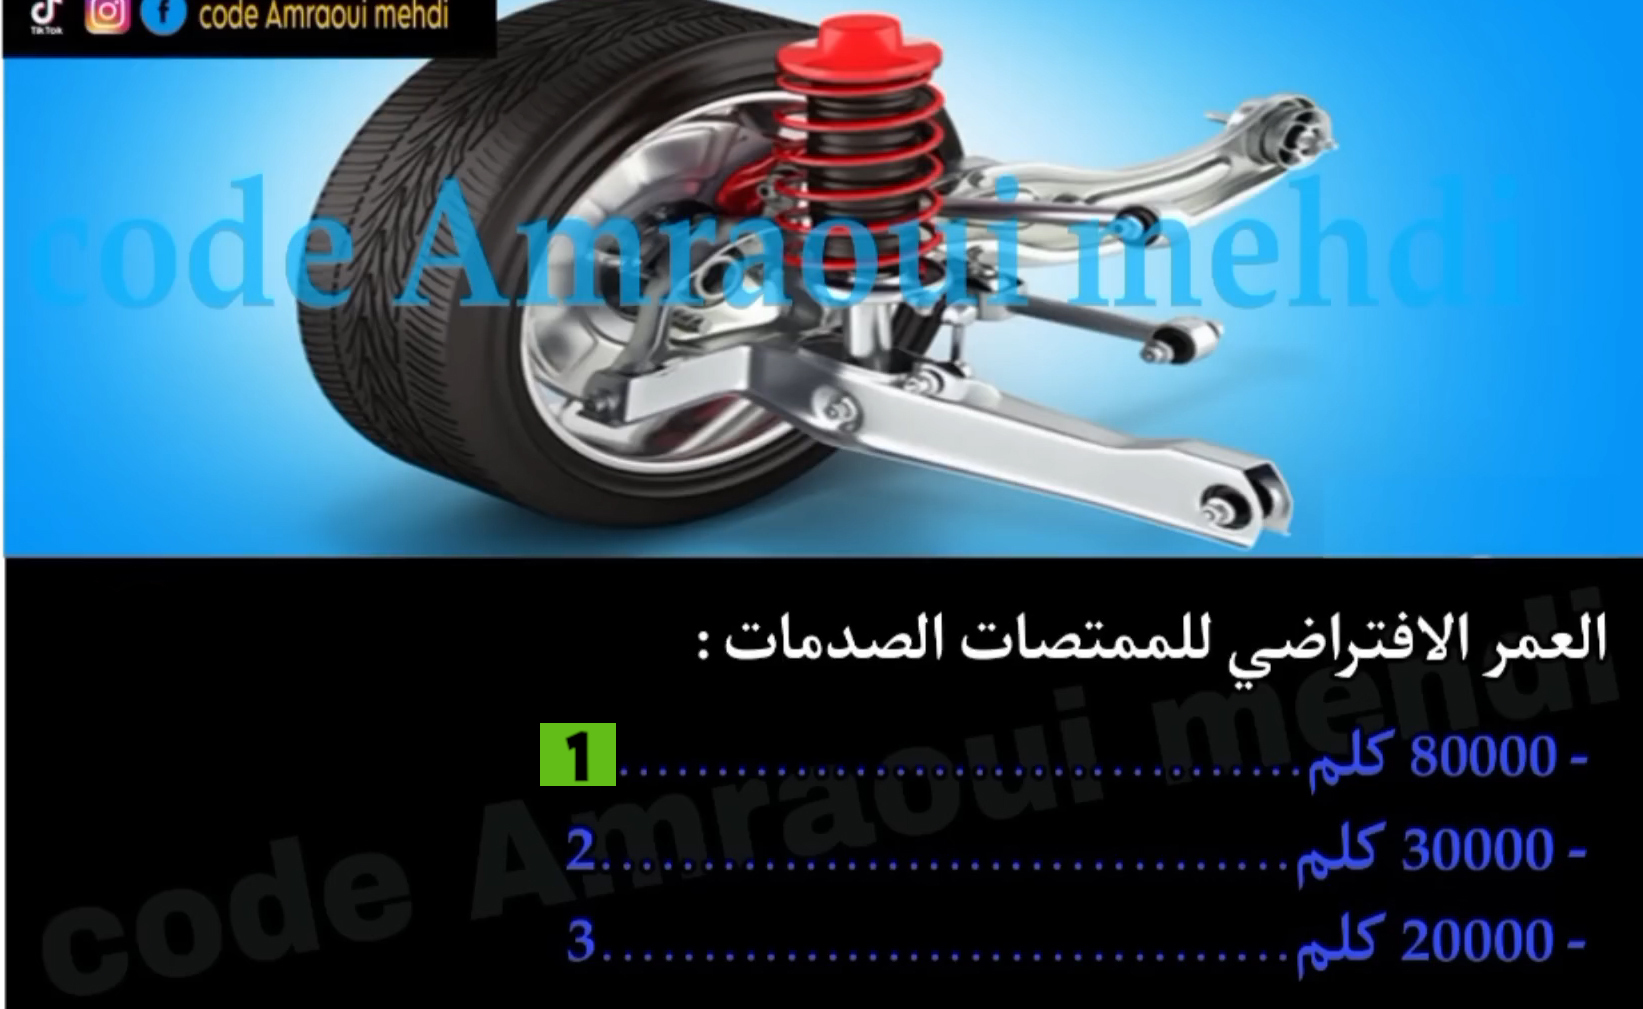 TikTok code Amraoui mehdi
code Amraoui mehdi
العمر الافتراضي للممتصات الصدمات :
- 80000 كلم.......................................1
- 30000 كلم.......................................2
- 20000 كلم.......................................3
code Amraoui mehdi